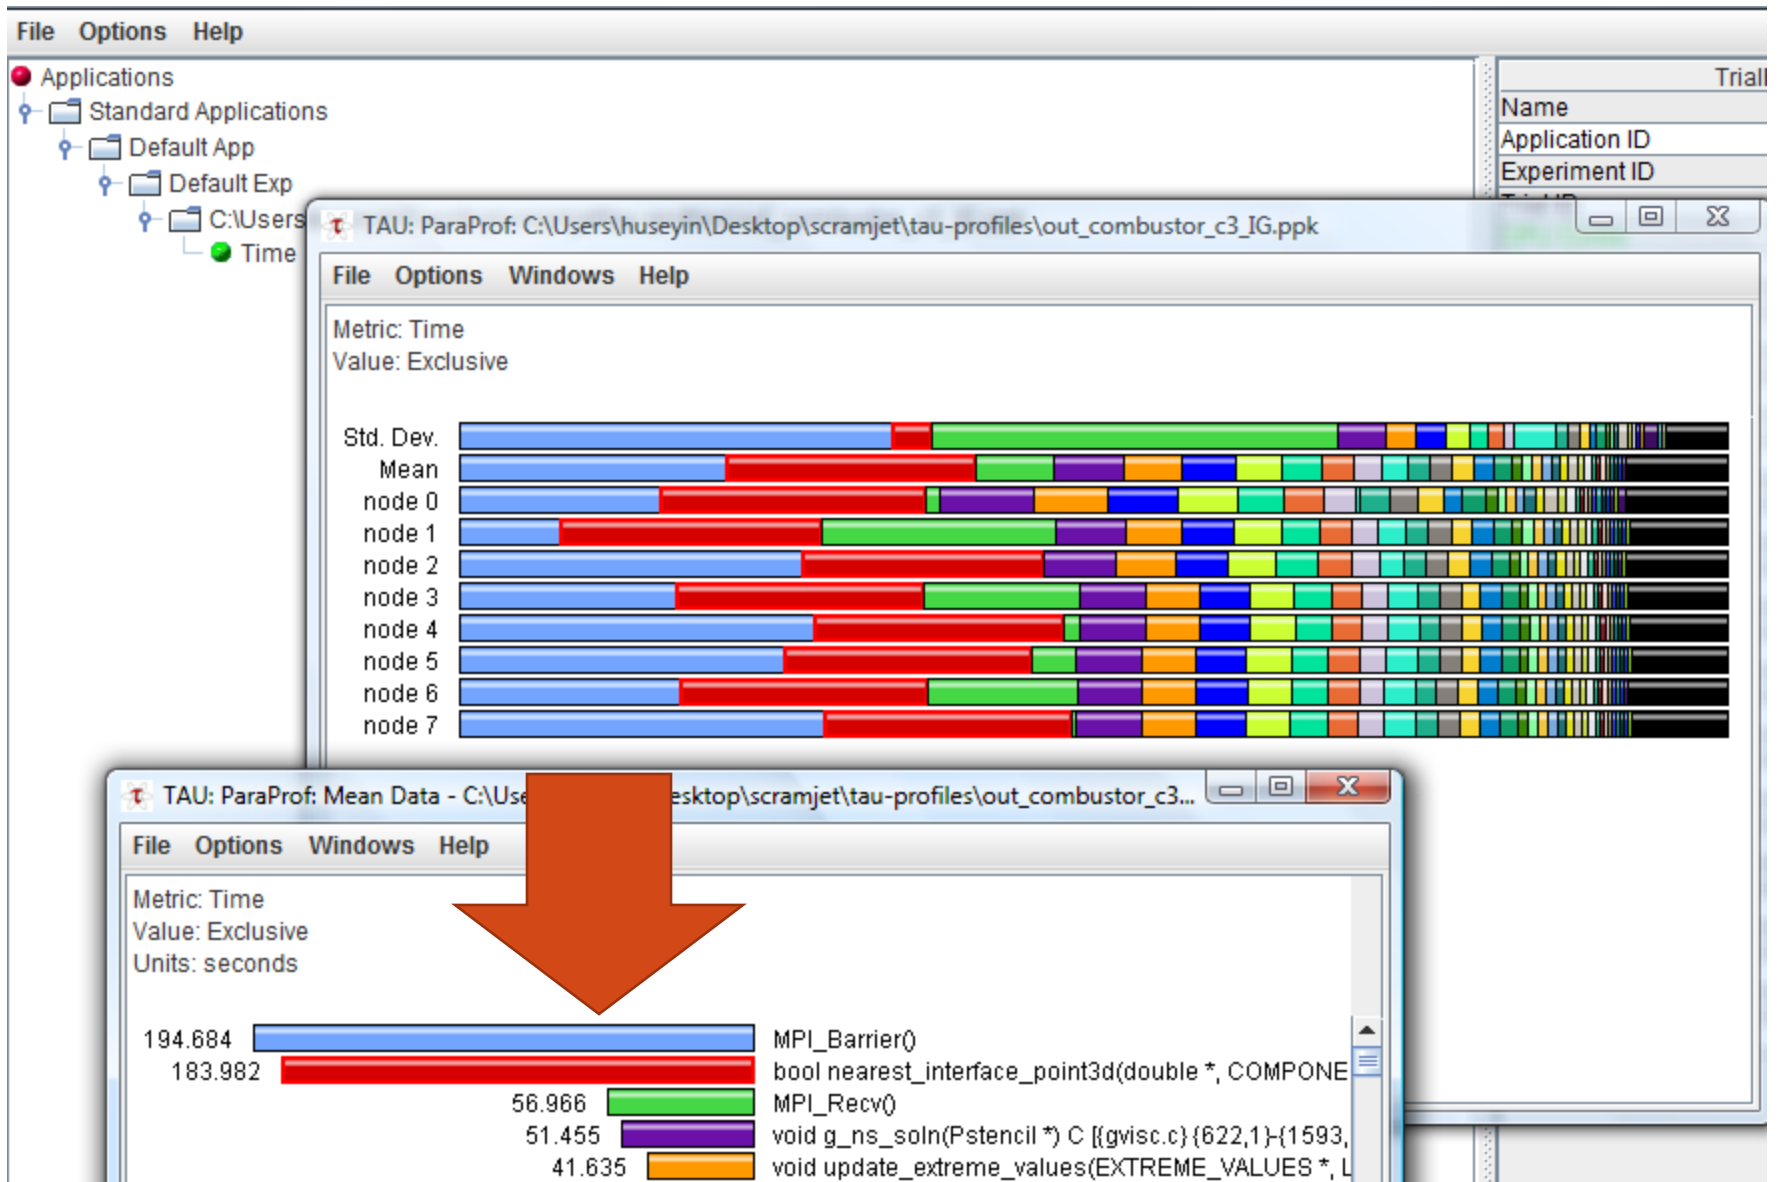 File Options Help
Applications
Standard Applications
Default App
Default Exp
C:\Users
Time
Trial
Name
Application ID
Experiment ID
TAU: ParaProf: C:\Users\huseyin\Desktop\scramjet\tau-profiles\out_combustor_c3_IG.ppk
File Options Windows Help
Metric: Time
Value: Exclusive
Std. Dev.
Mean
node 0
node 1
node 2
node 3
node 4
node 5
node 6
node 7
TAU: ParaProf: Mean Data - C:\Use esktop\scramjet\tau-profiles\out_combustor_c3...
File Options Windows Help
Metric: Time
Value: Exclusive
Units: seconds
194.684 MPI_Barrier()
183.982 bool nearest_interface_point3d(double *, COMPONE
56.966 MPI_Recv()
51.455 void g_ns_soln(Pstencil *) C [{gvisc.c} {622,1}-{1593,
41.635 void update_extreme_values(EXTREME_VALUES *, L